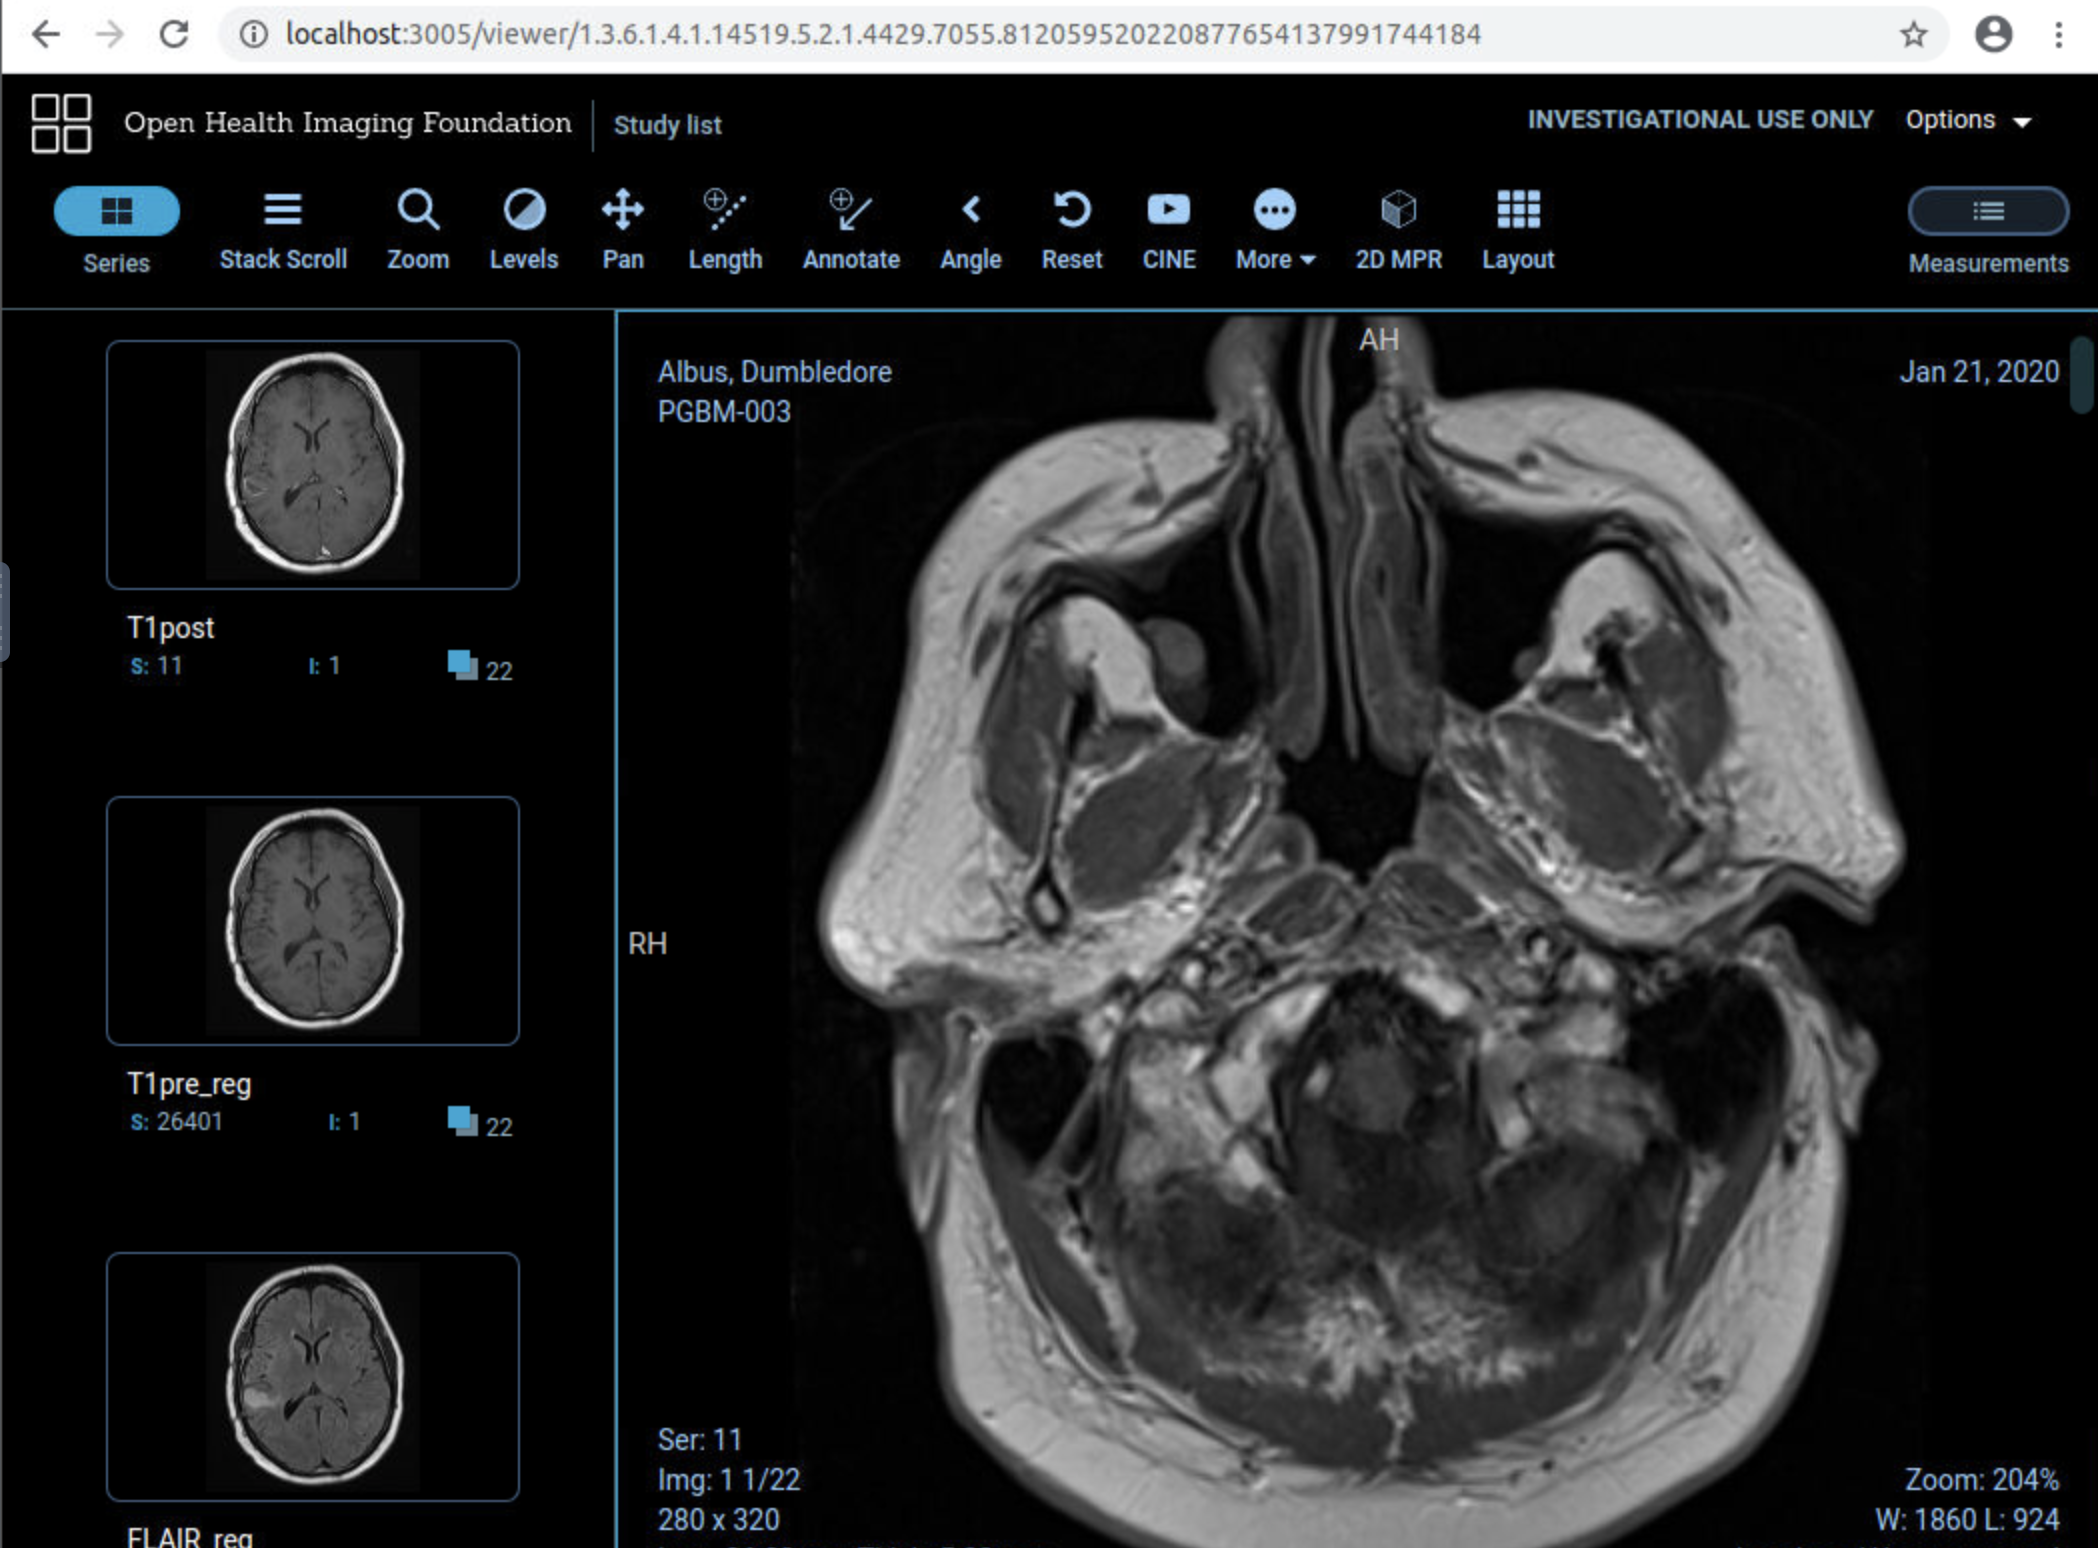 localhost:3005/viewer/1.3.6.1.4.1.14519.5.2.1.4429.7055.812059520220877654137991744184
Open Health Imaging Foundation
Study list
INVESTIGATIONAL USE ONLY
Options
Series
Stack Scroll
Zoom
Levels
Pan
Length
Annotate
Angle
Reset
CINE
More
2D MPR
Layout
Measurements
T1post
S: 11 I: 1 22
T1pre_reg
S: 26401 I: 1 22
FLAIR_reg
AH
Albus, Dumbledore
PGBM-003
Jan 21, 2020
RH
Ser: 11
Img: 1 1/22
280 x 320
Zoom: 204%
W: 1860 L: 924